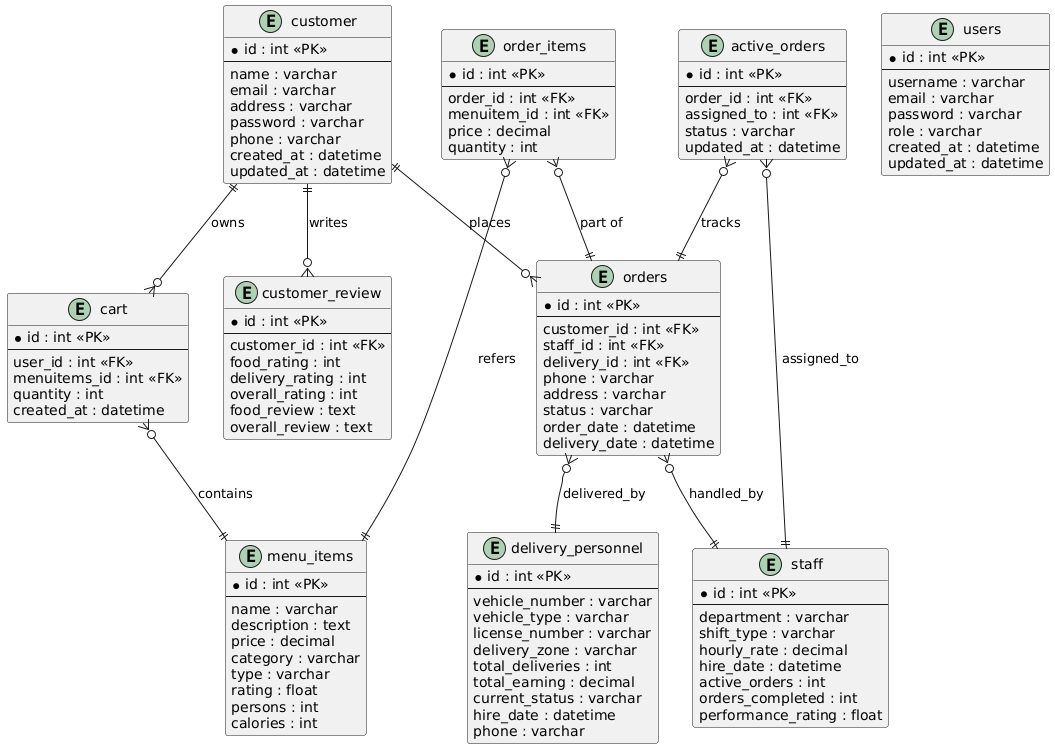 E customer
* id : int «PK»
name : varchar
email : varchar
address : varchar
password : varchar
phone : varchar
created_at : datetime
updated_at : datetime
E order_items
* id : int «PK»
order_id : int «FK»
menuitem_id : int «FK»
price : decimal
quantity : int
E active_orders
* id : int «PK»
order_id : int «FK»
assigned_to : int «FK»
status : varchar
updated_at : datetime
E users
* id : int «PK»
username : varchar
email : varchar
password : varchar
role : varchar
created_at : datetime
updated_at : datetime
owns
writes
places
part of
tracks
E cart
* id : int «PK»
user_id : int «FK»
menuitems_id : int «FK»
quantity : int
created_at : datetime
E customer_review
* id : int «PK»
customer_id : int «FK»
food_rating : int
delivery_rating : int
overall_rating : int
food_review : text
overall_review : text
refers
E orders
* id : int «PK»
customer_id : int «FK»
staff_id : int «FK»
delivery_id : int «FK»
phone : varchar
address : varchar
status : varchar
order_date : datetime
delivery_date : datetime
assigned_to
contains
delivered_by
handled_by
E menu_items
* id : int «PK»
name : varchar
description : text
price : decimal
category : varchar
type : varchar
rating : float
persons : int
calories : int
E delivery_personnel
* id : int «PK»
vehicle_number : varchar
vehicle_type : varchar
license_number : varchar
delivery_zone : varchar
total_deliveries : int
total_earning : decimal
current_status : varchar
hire_date : datetime
phone : varchar
E staff
* id : int «PK»
department : varchar
shift_type : varchar
hourly_rate : decimal
hire_date : datetime
active_orders : int
orders_completed : int
performance_rating : float